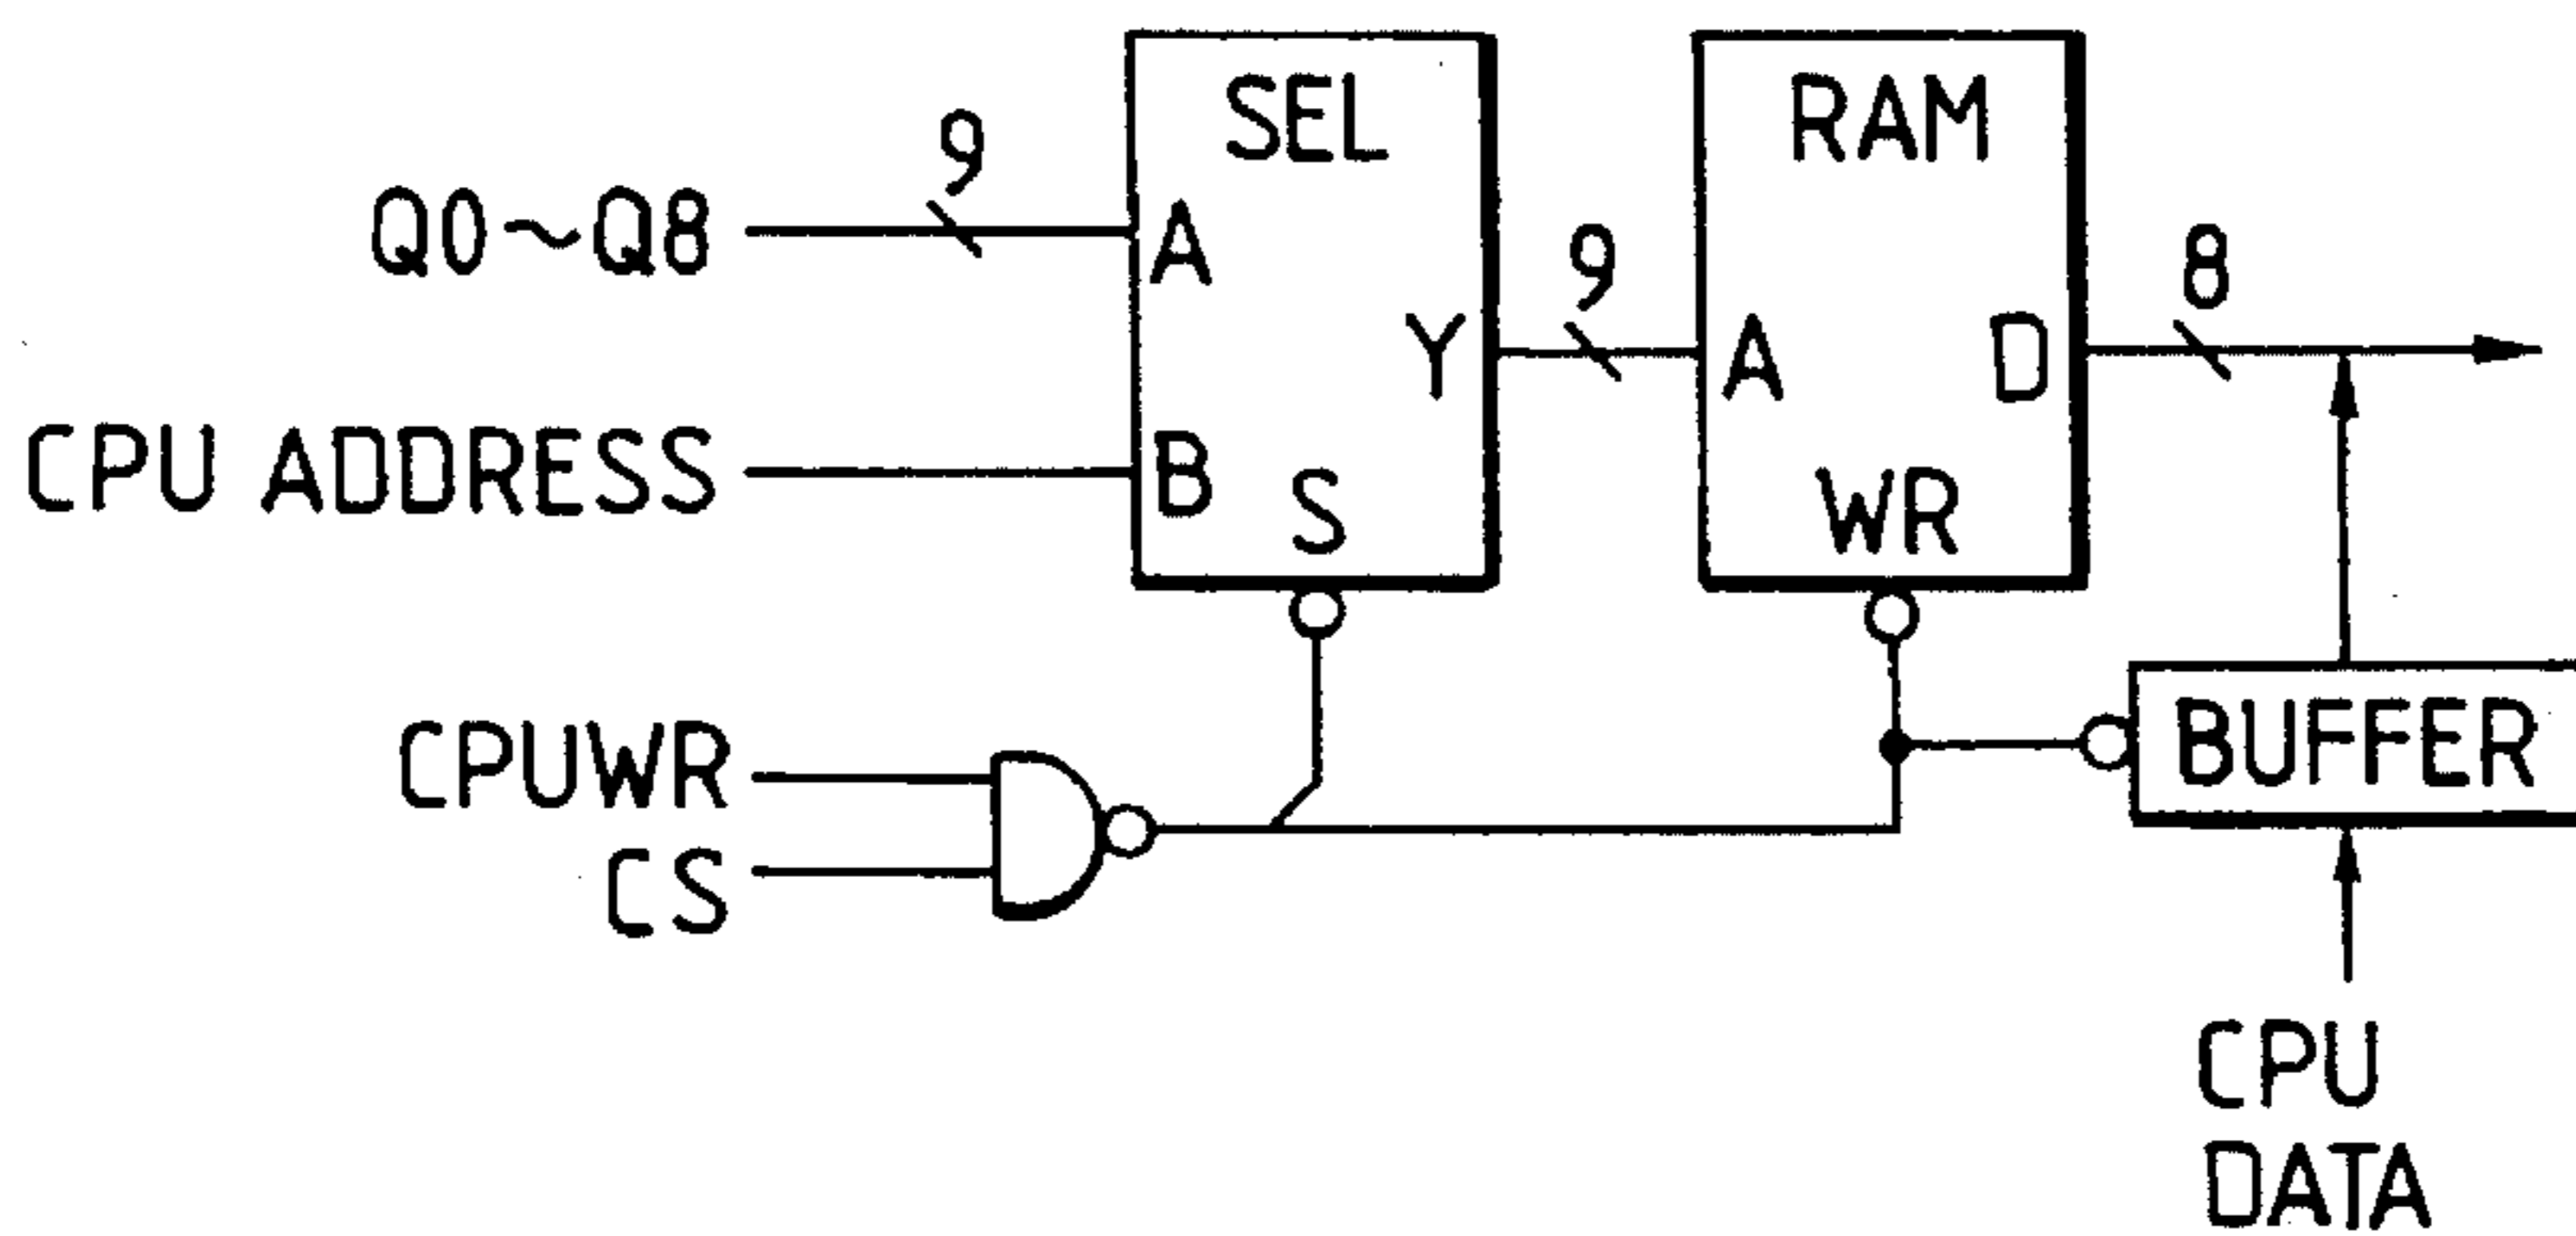 SEL
RAM
9
Q0~Q8
A
9
8
Y
A
D
CPU ADDRESS
B
S
WR
CPUWR
BUFFER
CS
CPU
DATA